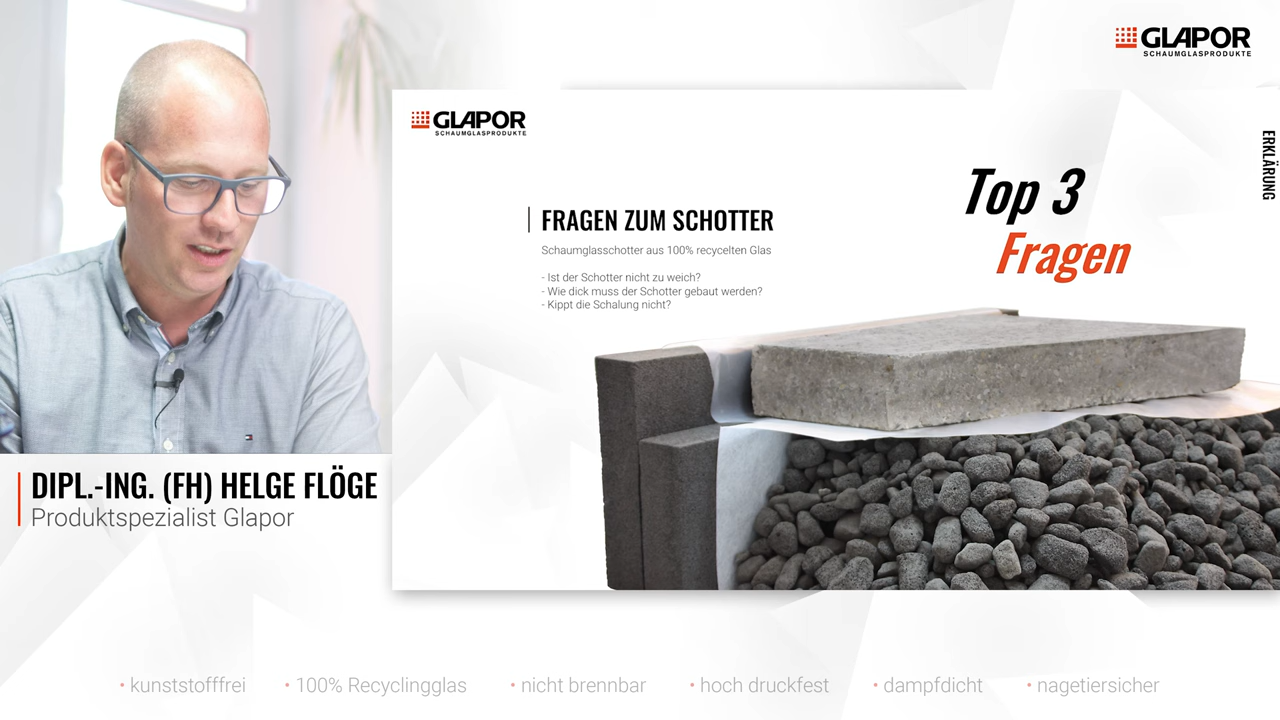 GLAPOR
SCHAUMGLASPRODUKTE
GLAPOR
SCHAUMGLASPRODUKTE
ERKLÄRUNG
Top 3
Fragen
FRAGEN ZUM SCHOTTER
Schaumglasschotter aus 100% recycelten Glas
- Ist der Schotter nicht zu weich?
- Wie dick muss der Schotter gebaut werden?
- Kippt die Schalung nicht?
DIPL.-ING. (FH) HELGE FLÖGE
Produktspezialist Glapor
• kunststofffrei • 100% Recyclingglas • nicht brennbar • hoch druckfest • dampfdicht • nagetiersicher